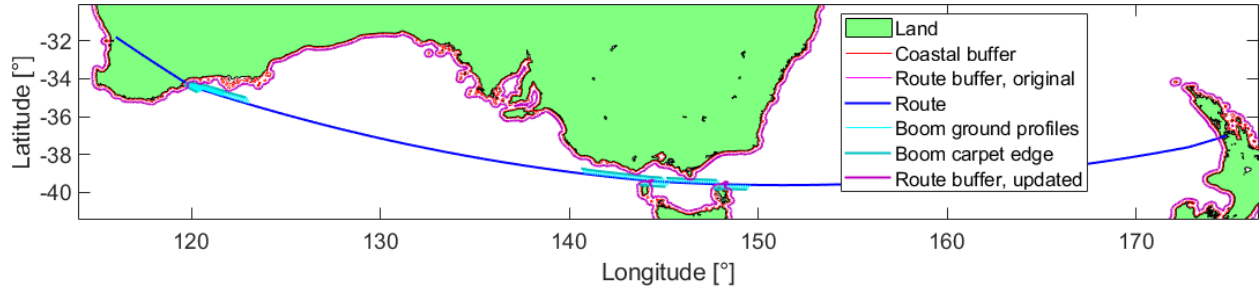 -32
-34
-36
-38
-40
Latitude [°]
120
130
140
150
160
170
Longitude [°]
Land
Coastal buffer
Route buffer, original
Route
Boom ground profiles
Boom carpet edge
Route buffer, updated